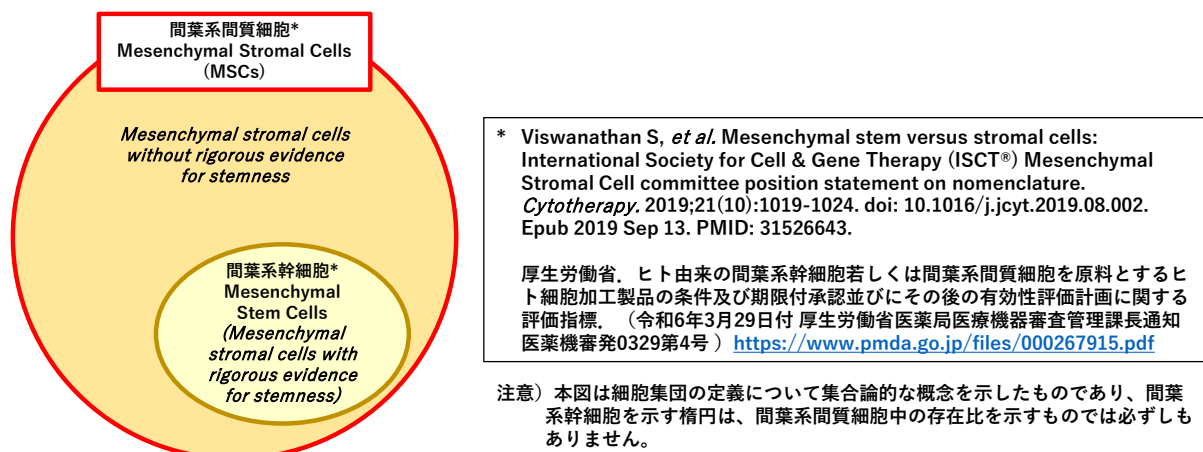 間葉系間質細胞*
Mesenchymal Stromal Cells
(MSCs)
Mesenchymal stromal cells
without rigorous evidence
for stemness
間葉系幹細胞*
Mesenchymal
Stem Cells
(Mesenchymal
stromal cells with
rigorous evidence
for stemness)
* Viswanathan S, et al. Mesenchymal stem versus stromal cells:
International Society for Cell & Gene Therapy (ISCT®) Mesenchymal
Stromal Cell committee position statement on nomenclature.
Cytotherapy. 2019;21(10):1019-1024. doi: 10.1016/j.jcyt.2019.08.002.
Epub 2019 Sep 13. PMID: 31526643.
厚生労働省．ヒト由来の間葉系幹細胞若しくは間葉系間質細胞を原料とするヒ
ト細胞加工製品の条件及び期限付承認並びにその後の有効性評価計画に関する
評価指標．（令和6年3月29日付 厚生労働省医薬局医療機器審査管理課長通知
医薬機審発0329第4号 ）https://www.pmda.go.jp/files/000267915.pdf
注意）本図は細胞集団の定義について集合論的な概念を示したものであり、間葉
系幹細胞を示す楕円は、間葉系間質細胞中の存在比を示すものでは必ずしも
ありません。